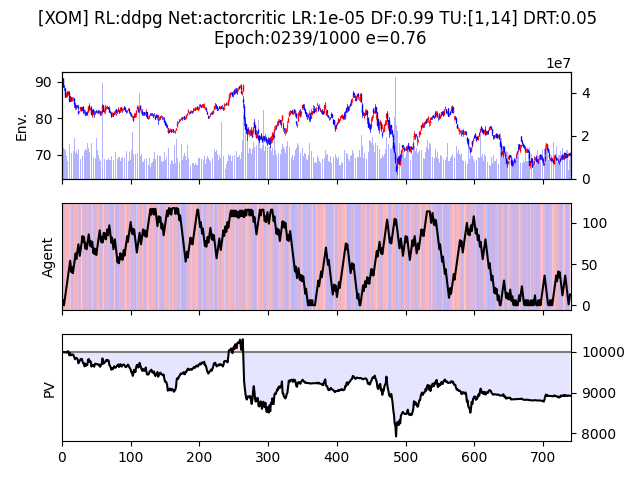 [XOM] RL:ddpg Net:actorcritic LR:1e-05 DF:0.99 TU:[1,14] DRT:0.05
Epoch:0239/1000 e=0.76
1e7
Env.
90
80
70
4
2
0
Agent
100
50
0
PV
10000
9000
8000
0 100 200 300 400 500 600 700